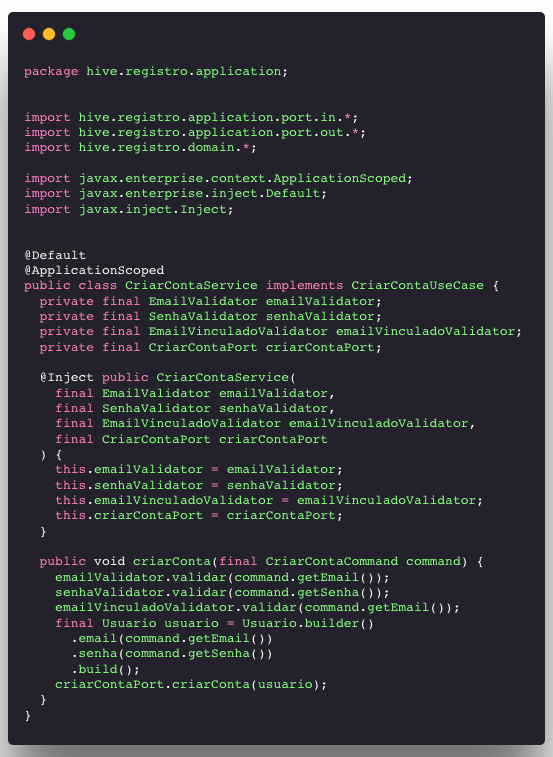 package hive.registro.application;
import hive.registro.application.port.in.*;
import hive.registro.application.port.out.*;
import hive.registro.domain.*;
import javax.enterprise.context.ApplicationScoped;
import javax.enterprise.inject.Default;
import javax.inject.Inject;
@Default
@ApplicationScoped
public class CriarContaService implements CriarContaUseCase {
  private final EmailValidator emailValidator;
  private final SenhaValidator senhaValidator;
  private final EmailVinculadoValidator emailVinculadoValidator;
  private final CriarContaPort criarContaPort;
  @Inject public CriarContaService(
    final EmailValidator emailValidator,
    final SenhaValidator senhaValidator,
    final EmailVinculadoValidator emailVinculadoValidator,
    final CriarContaPort criarContaPort
  ) {
    this.emailValidator = emailValidator;
    this.senhaValidator = senhaValidator;
    this.emailVinculadoValidator = emailVinculadoValidator;
    this.criarContaPort = criarContaPort;
  }
  public void criarConta(final CriarContaCommand command) {
    emailValidator.validar(command.getEmail());
    senhaValidator.validar(command.getSenha());
    emailVinculadoValidator.validar(command.getEmail());
    final Usuario usuario = Usuario.builder()
      .email(command.getEmail())
      .senha(command.getSenha())
      .build();
    criarContaPort.criarConta(usuario);
  }
}